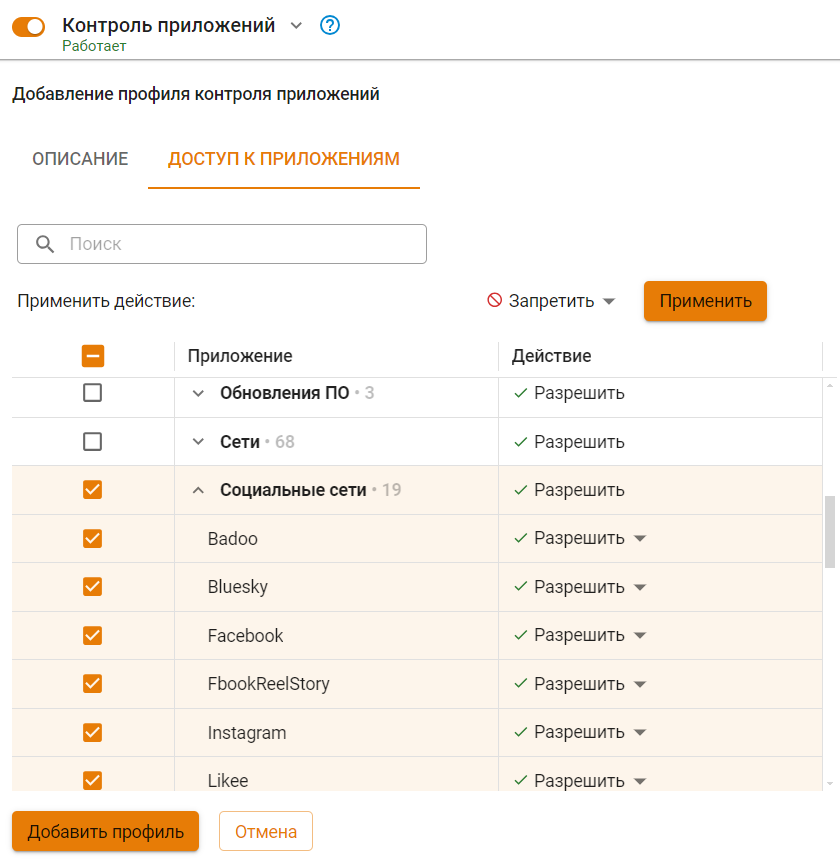 Контроль приложений
Работает
Добавление профиля контроля приложений
ОПИСАНИЕ ДОСТУП К ПРИЛОЖЕНИЯМ
Поиск
Применить действие: Запретить Применить
Приложение Действие
Обновления ПО • 3 Разрешить
Сети • 68 Разрешить
Социальные сети • 19 Разрешить
Badoo Разрешить
Bluesky Разрешить
Facebook Разрешить
FbookReelStory Разрешить
Instagram Разрешить
Likee Разрешить
Добавить профиль Отмена